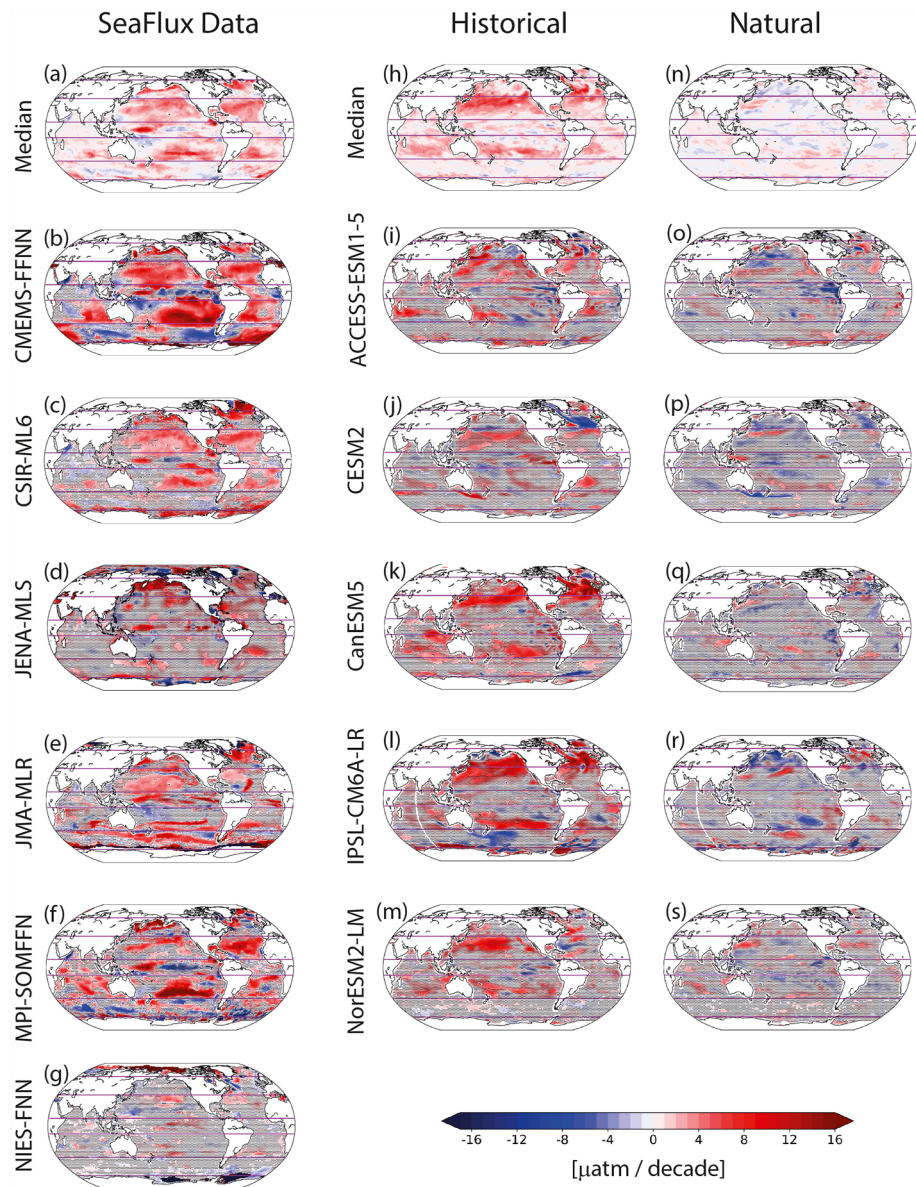 SeaFlux Data
Historical
Natural
(a)
(h)
(n)
Median
Median
(b)
(i)
(o)
CMEMS-FFNN
ACCESS-ESM1-5
(c)
(j)
(p)
CSIR-ML6
CESM2
(d)
(k)
(q)
JENA-MLS
CanESM5
(e)
(l)
(r)
JMA-MLR
IPSL-CM6A-LR
(f)
(m)
(s)
MPI-SOMFFN
NorESM2-LM
(g)
NIES-FNN
-16 -12 -8 -4 0 4 8 12 16
[µatm / decade]